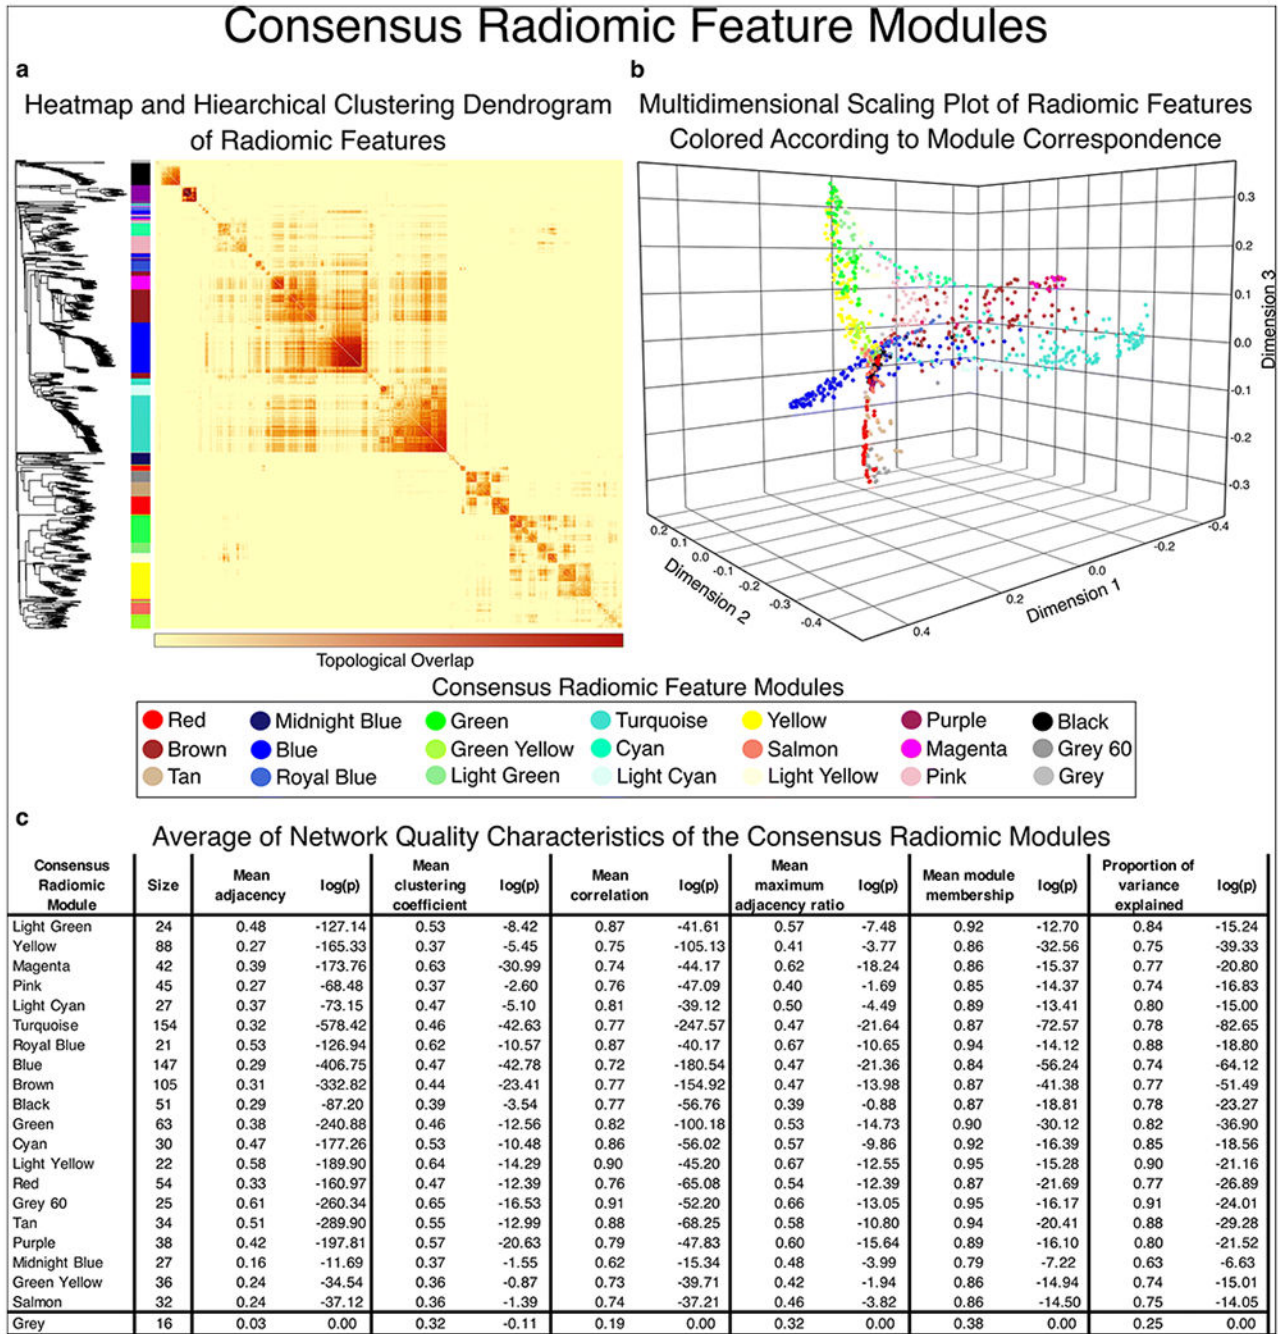 Consensus Radiomic Feature Modules
a
Heatmap and Hiearchical Clustering Dendrogram
of Radiomic Features
Topological Overlap
b
Multidimensional Scaling Plot of Radiomic Features
Colored According to Module Correspondence
0.3
0.2
0.1
0.0
-0.1
-0.2
-0.3
Dimension 3
0.2
0.1
0.0
-0.1
-0.2
-0.3
-0.4
Dimension 2
-0.4
-0.2
0.0
0.2
0.4
Dimension 1
Consensus Radiomic Feature Modules
Red Midnight Blue Green Turquoise Yellow Purple Black
Brown Blue Green Yellow Cyan Salmon Magenta Grey 60
Tan Royal Blue Light Green Light Cyan Light Yellow Pink Grey
c
Average of Network Quality Characteristics of the Consensus Radiomic Modules
Consensus Radiomic Module Size Mean adjacency log(p) Mean clustering coefficient log(p) Mean correlation log(p) Mean maximum adjacency ratio log(p) Mean module membership log(p) Proportion of variance explained log(p)
Light Green 24 0.48 -127.14 0.53 -8.42 0.87 -41.61 0.57 -7.48 0.92 -12.70 0.84 -15.24
Yellow 88 0.27 -165.33 0.37 -5.45 0.75 -105.13 0.41 -3.77 0.86 -32.56 0.75 -39.33
Magenta 42 0.39 -173.76 0.63 -30.99 0.74 -44.17 0.62 -18.24 0.86 -15.37 0.77 -20.80
Pink 45 0.27 -68.48 0.37 -2.60 0.76 -47.09 0.40 -1.69 0.85 -14.37 0.74 -16.83
Light Cyan 27 0.37 -73.15 0.47 -5.10 0.81 -39.12 0.50 -4.49 0.89 -13.41 0.80 -15.00
Turquoise 154 0.32 -578.42 0.46 -42.63 0.77 -247.57 0.47 -21.64 0.87 -72.57 0.78 -82.65
Royal Blue 21 0.53 -126.94 0.62 -10.57 0.87 -40.17 0.67 -10.65 0.94 -14.12 0.88 -18.80
Blue 147 0.29 -406.75 0.47 -42.78 0.72 -180.54 0.47 -21.36 0.84 -56.24 0.74 -64.12
Brown 105 0.31 -332.82 0.44 -23.41 0.77 -154.92 0.47 -13.98 0.87 -41.38 0.77 -51.49
Black 51 0.29 -87.20 0.39 -3.54 0.77 -56.76 0.39 -0.88 0.87 -18.81 0.78 -23.27
Green 63 0.38 -240.88 0.46 -12.56 0.82 -100.18 0.53 -14.73 0.90 -30.12 0.82 -36.90
Cyan 30 0.47 -177.26 0.53 -10.48 0.86 -56.02 0.57 -9.86 0.92 -16.39 0.85 -18.56
Light Yellow 22 0.58 -189.90 0.64 -14.29 0.90 -45.20 0.67 -12.55 0.95 -15.28 0.90 -21.16
Red 54 0.33 -160.97 0.47 -12.39 0.76 -65.08 0.54 -12.39 0.87 -21.69 0.77 -26.89
Grey 60 25 0.61 -260.34 0.65 -16.53 0.91 -52.20 0.66 -13.05 0.95 -16.17 0.91 -24.01
Tan 34 0.51 -289.90 0.55 -12.99 0.88 -68.25 0.58 -10.80 0.94 -20.41 0.88 -29.28
Purple 38 0.42 -197.81 0.57 -20.63 0.79 -47.83 0.60 -15.64 0.89 -16.10 0.80 -21.52
Midnight Blue 27 0.16 -11.69 0.37 -1.55 0.62 -15.34 0.48 -3.99 0.79 -7.22 0.63 -6.63
Green Yellow 36 0.24 -34.54 0.36 -0.87 0.73 -39.71 0.42 -1.94 0.86 -14.94 0.74 -15.01
Salmon 32 0.24 -37.12 0.36 -1.39 0.74 -37.21 0.46 -3.82 0.86 -14.50 0.75 -14.05
Grey 16 0.03 0.00 0.32 -0.11 0.19 0.00 0.32 0.00 0.38 0.00 0.25 0.00